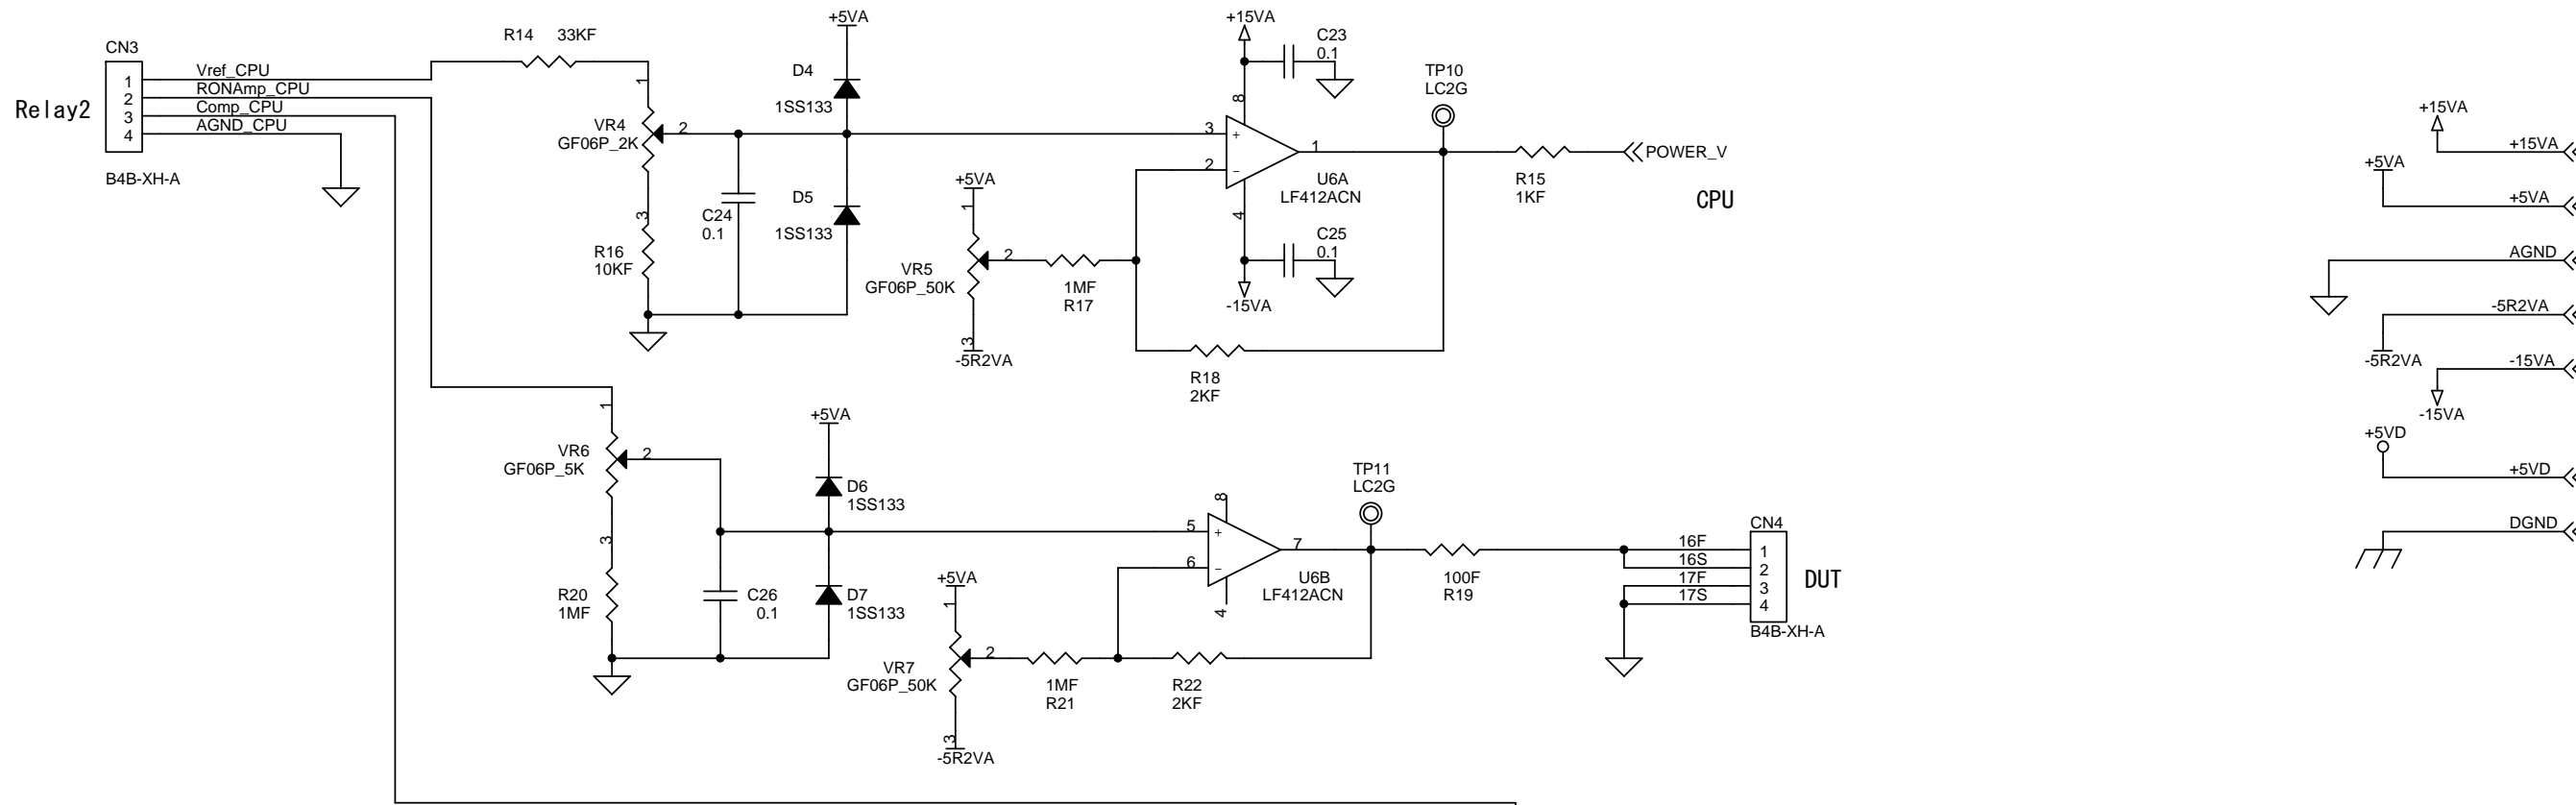 Relay2
CN3
1
2
3
4
B4B-XH-A
Vref_CPU
RONAmp_CPU
Comp_CPU
AGND_CPU
R14 33KF
1
VR4
GF06P_2K
2
3
R16
10KF
C24
0.1
+5VA
D4
1SS133
D5
1SS133
+5VA
1
VR5
GF06P_50K
2
3
-5R2VA
1MF
R17
+15VA
C23
0.1
8
3
+
2
-
1
4
U6A
LF412ACN
C25
0.1
-15VA
R18
2KF
TP10
LC2G
R15
1KF
POWER_V
CPU
1
VR6
GF06P_5K
2
3
R20
1MF
C26
0.1
+5VA
D6
1SS133
D7
1SS133
+5VA
1
VR7
GF06P_50K
2
3
-5R2VA
1MF
R21
R22
2KF
8
5
+
6
-
7
4
U6B
LF412ACN
TP11
LC2G
100F
R19
16F
16S
17F
17S
CN4
1
2
3
4
B4B-XH-A
DUT
+15VA
+15VA
+5VA
+5VA
AGND
-5R2VA
-5R2VA
-15VA
-15VA
+5VD
+5VD
DGND